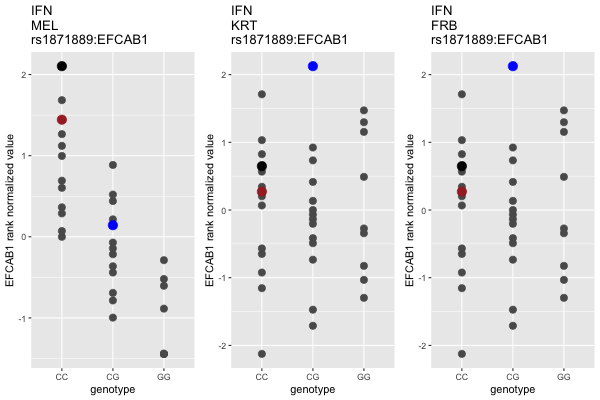 IFN
MEL
rs1871889:EFCAB1
EFCAB1 rank normalized value
2
1
0
-1
CC
CG
GG
genotype
IFN
KRT
rs1871889:EFCAB1
EFCAB1 rank normalized value
2
1
0
-1
-2
CC
CG
GG
genotype
IFN
FRB
rs1871889:EFCAB1
EFCAB1 rank normalized value
2
1
0
-1
-2
CC
CG
GG
genotype